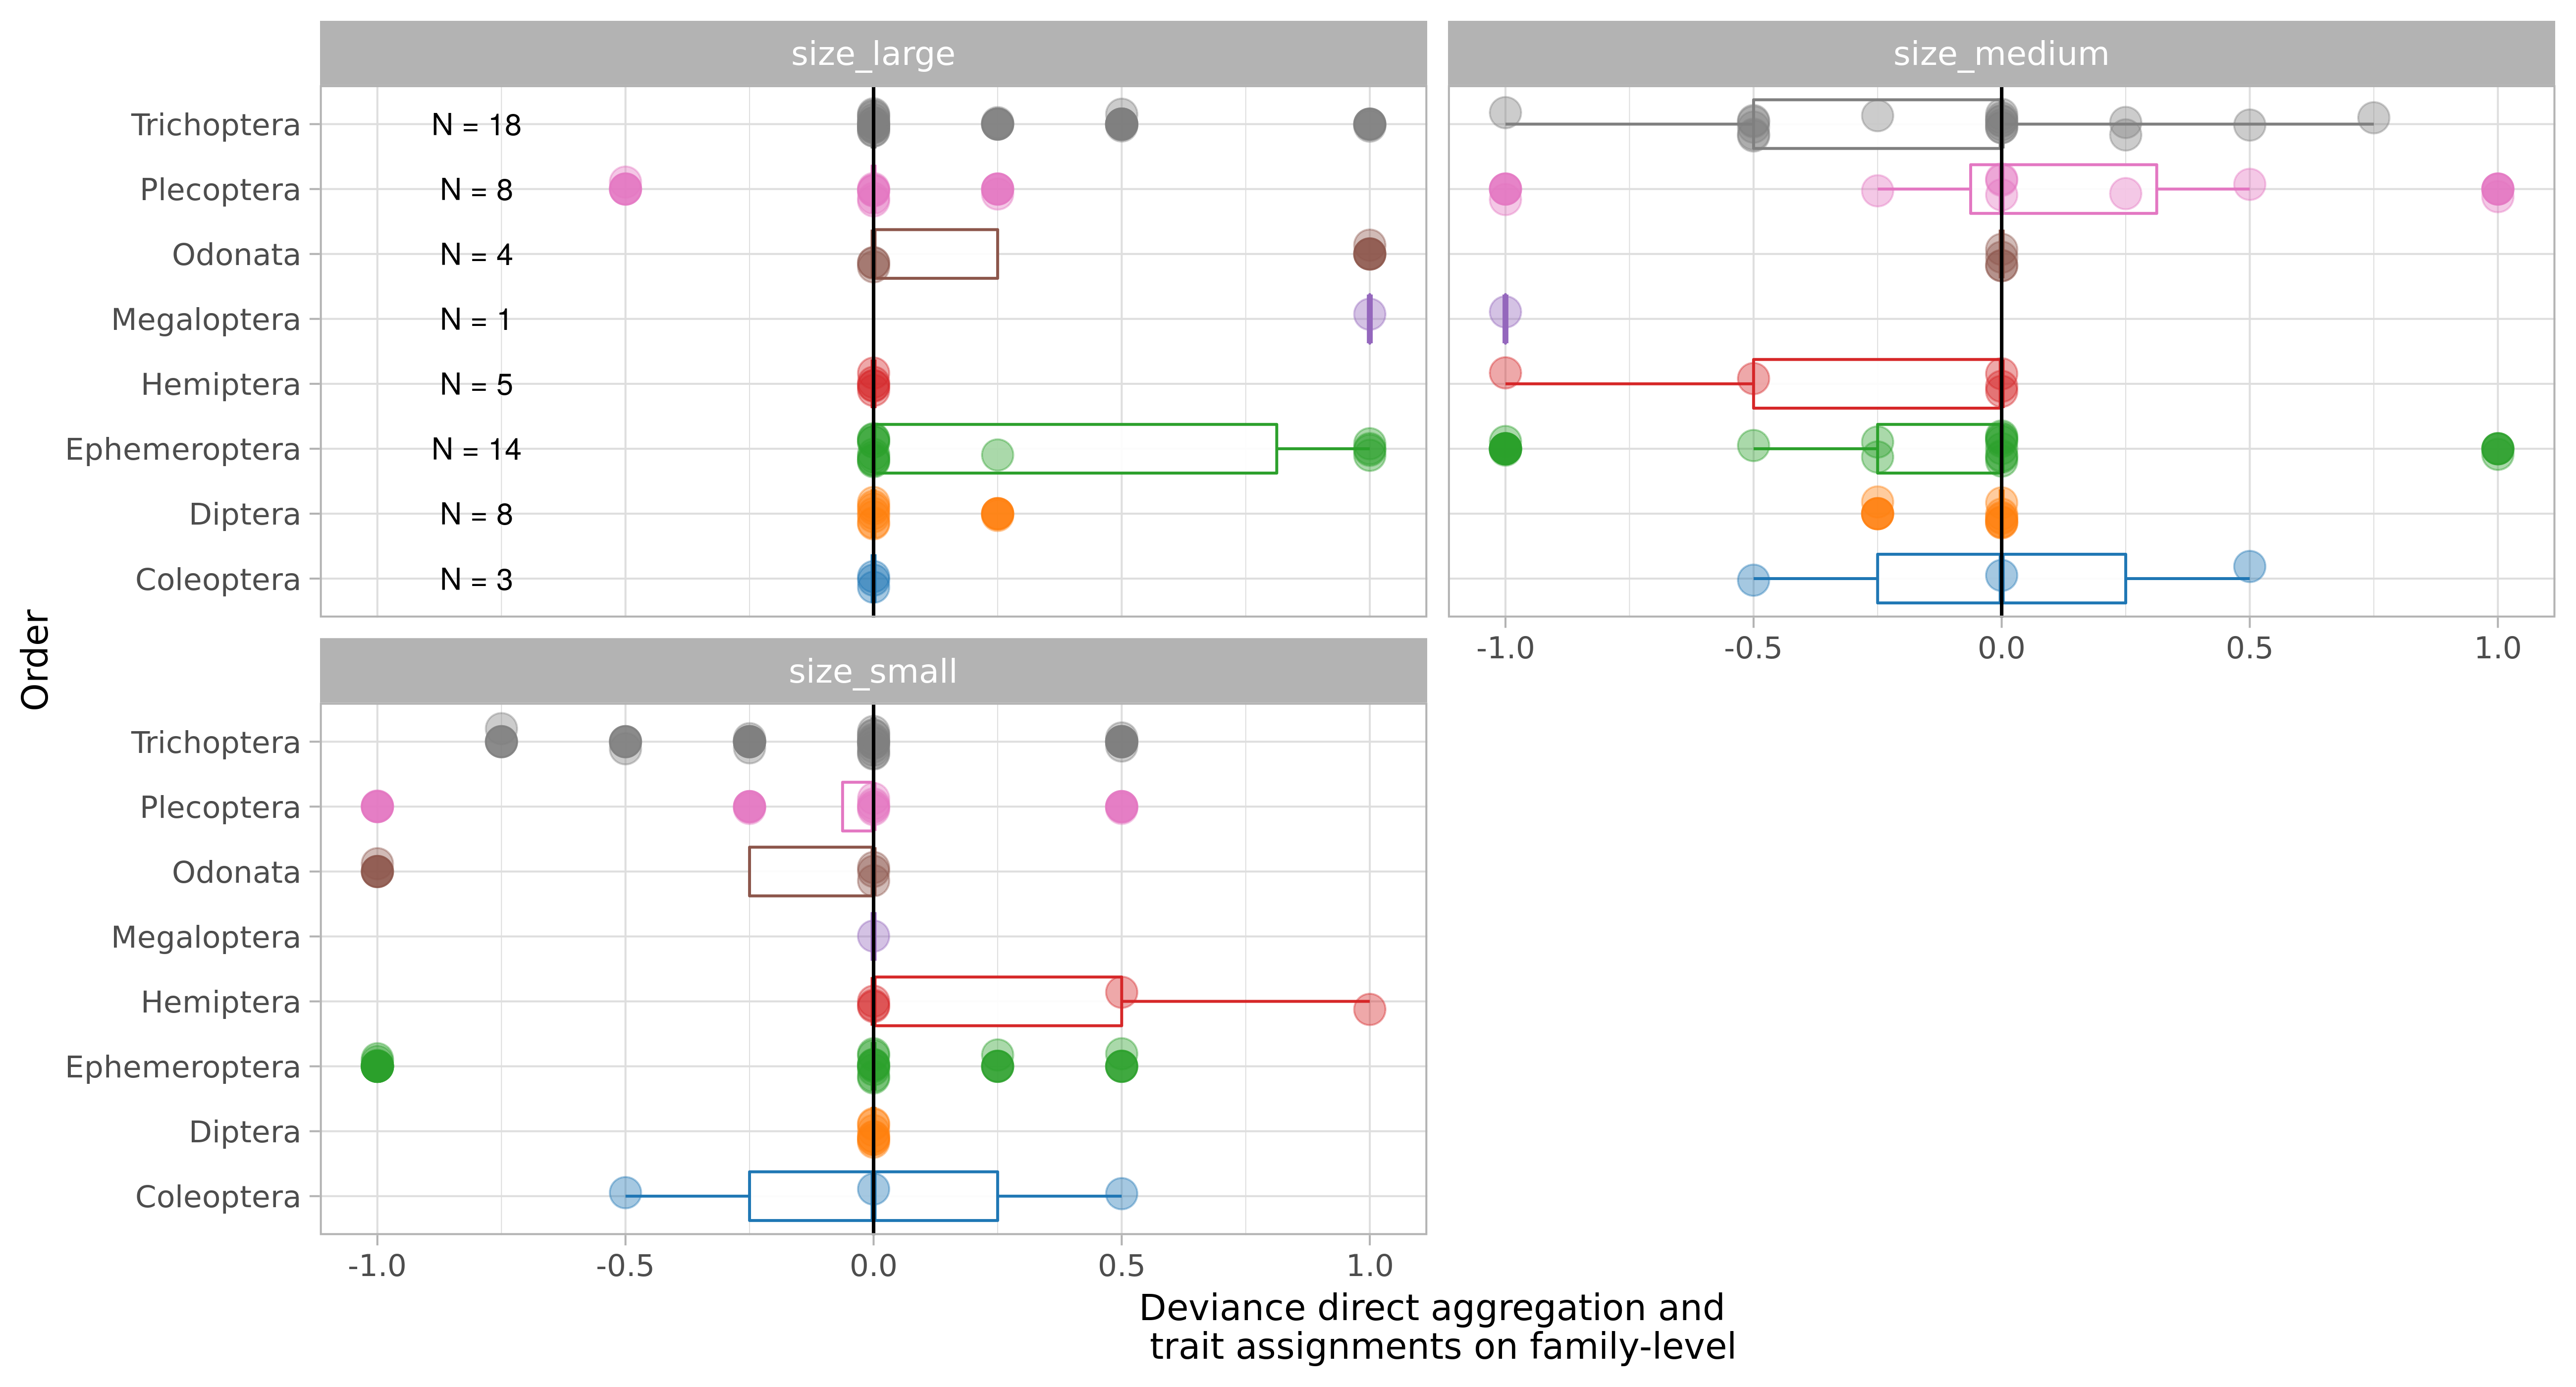 size_large
size_medium
Trichoptera
N = 18
Plecoptera
N = 8
Odonata
N = 4
Megaloptera
N = 1
Hemiptera
N = 5
Ephemeroptera
N = 14
Diptera
N = 8
Coleoptera
N = 3
-1.0 -0.5 0.0 0.5 1.0
Order
size_small
Trichoptera
Plecoptera
Odonata
Megaloptera
Hemiptera
Ephemeroptera
Diptera
Coleoptera
-1.0 -0.5 0.0 0.5 1.0
Deviance direct aggregation and
trait assignments on family-level